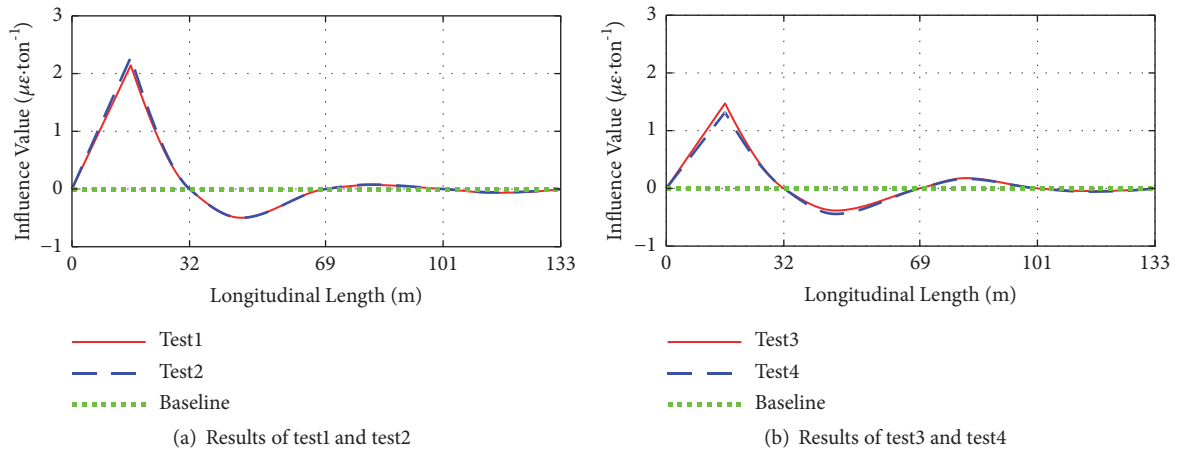 3
2
1
0
−1
Influence Value (με·ton⁻¹)
0 32 69 101 133
Longitudinal Length (m)
Test1
Test2
Baseline
(a) Results of test1 and test2
3
2
1
0
−1
Influence Value (με·ton⁻¹)
0 32 69 101 133
Longitudinal Length (m)
Test3
Test4
Baseline
(b) Results of test3 and test4